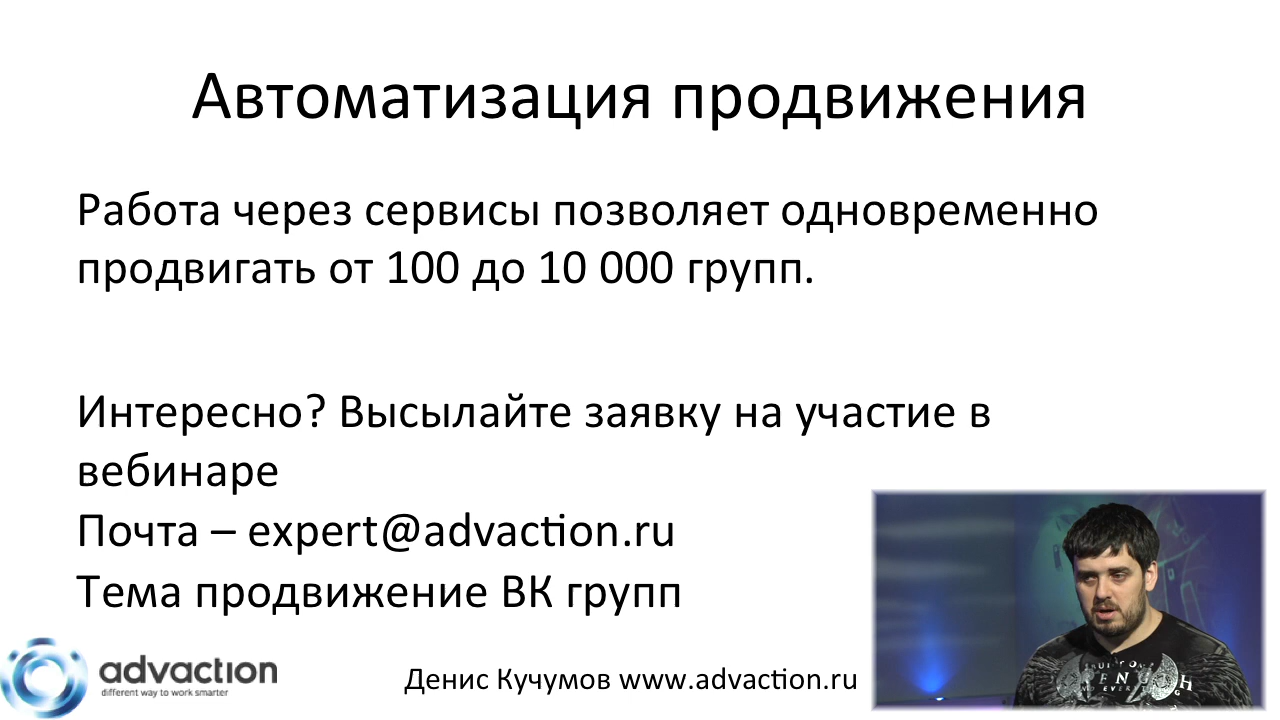 Автоматизация продвижения
Работа через сервисы позволяет одновременно
продвигать от 100 до 10 000 групп.
Интересно? Высылайте заявку на участие в
вебинаре
Почта – expert@advaction.ru
Тема продвижение ВК групп
advaction
different way to work smarter
Денис Кучумов www.advaction.ru